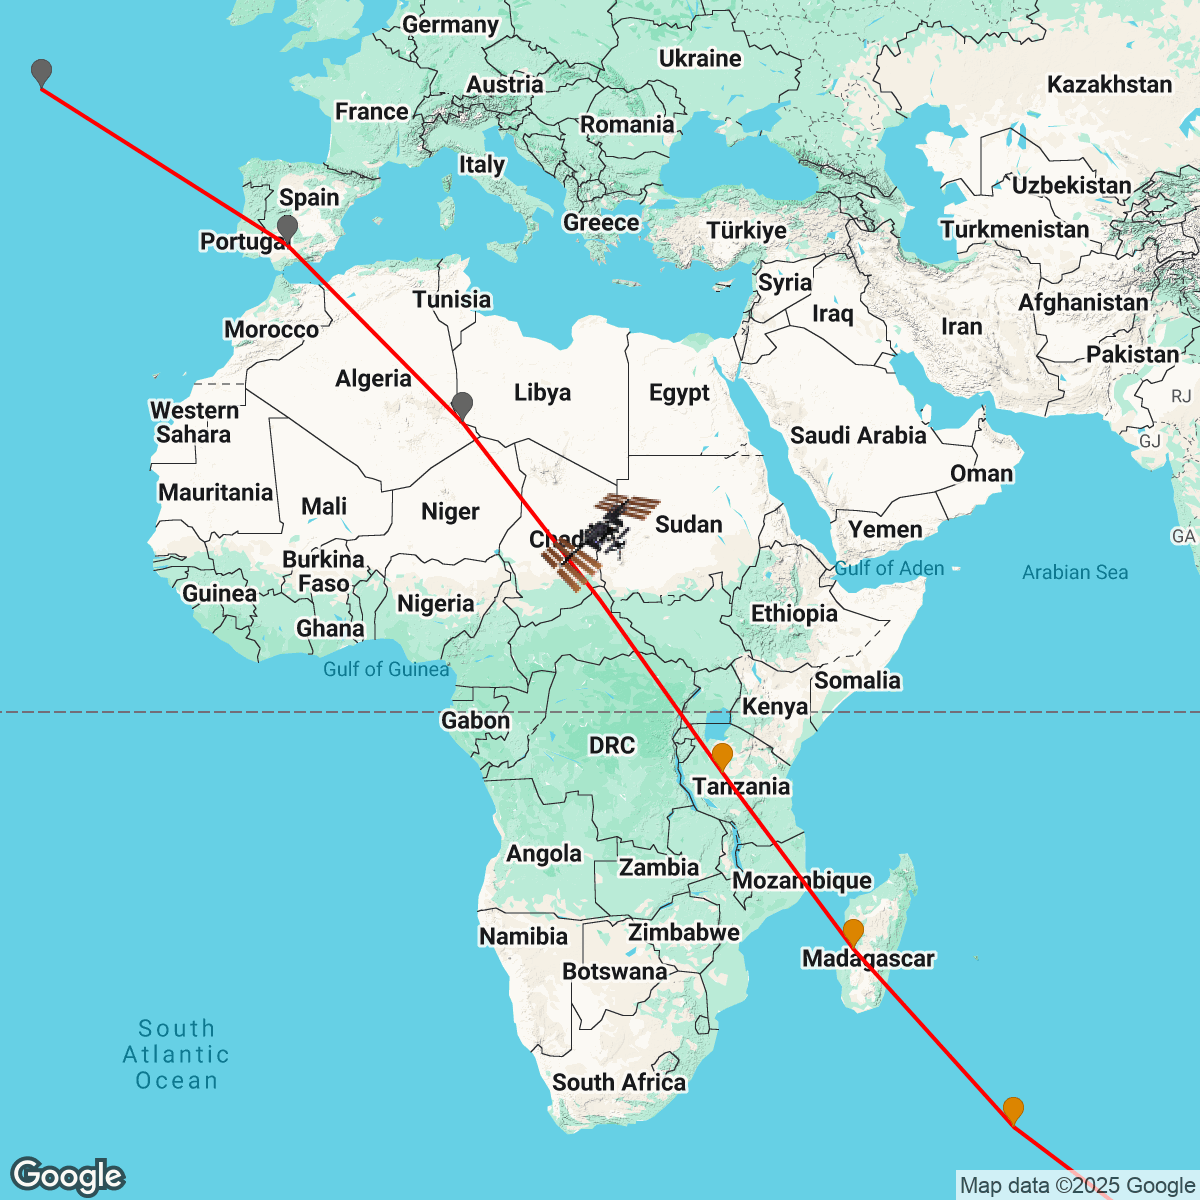 Germany
Ukraine
Kazakhstan
Austria
France
Romania
Italy
Uzbekistan
Spain
Greece
Türkiye
Turkmenistan
Portugal
Syria
Tunisia
Afghanistan
Iraq
Iran
Morocco
Pakistan
Algeria
Libya
Egypt
RJ
Western
Sahara
Saudi Arabia
GJ
Oman
Mauritania
Mali
Niger
Chad
Sudan
Yemen
GA
Burkina
Faso
Gulf of Aden
Arabian Sea
Guinea
Nigeria
Ethiopia
Ghana
Gulf of Guinea
Somalia
Gabon
Kenya
DRC
Tanzania
Angola
Zambia
Mozambique
Namibia
Zimbabwe
Madagascar
Botswana
South
Atlantic
Ocean
South Africa
Google
Map data ©2025 Google